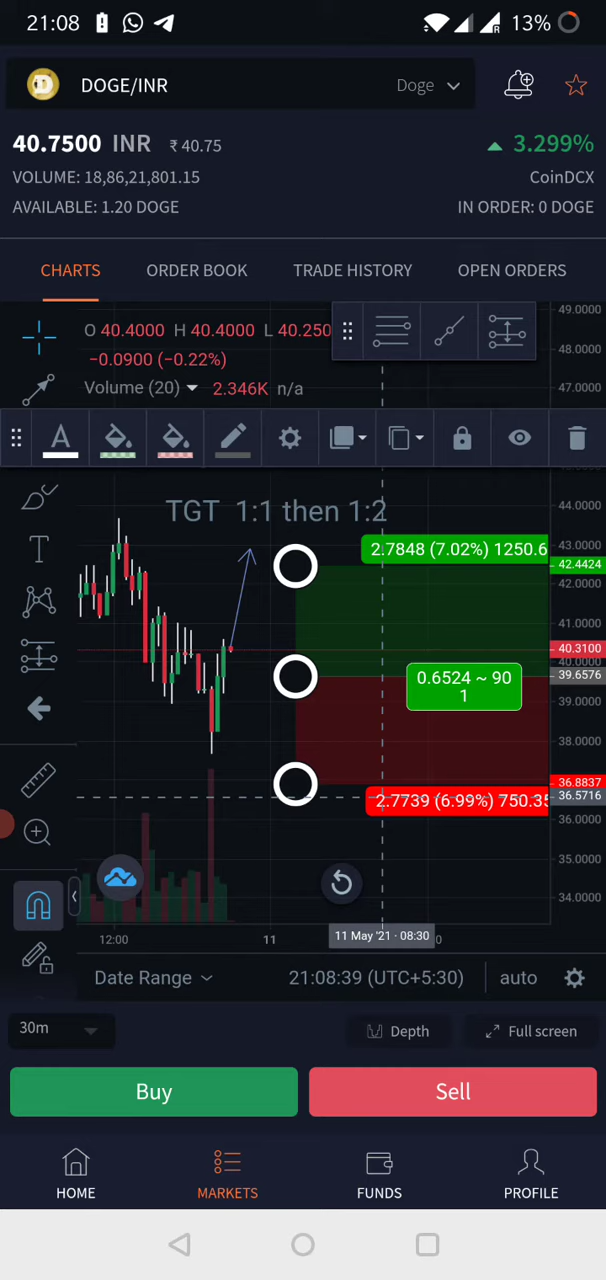 21:08 13%
DOGE/INR Doge
40.7500 INR ₹ 40.75 3.299%
VOLUME: 18,86,21,801.15 CoinDCX
AVAILABLE: 1.20 DOGE IN ORDER: 0 DOGE
CHARTS ORDER BOOK TRADE HISTORY OPEN ORDERS
O 40.4000 H 40.4000 L 40.250
−0.0900 (−0.22%)
Volume (20) 2.346K n/a
49.0000
48.0000
47.0000
TGT 1:1 then 1:2
44.0000
43.0000
2.7848 (7.02%) 1250.6
42.4424
42.0000
41.0000
40.3100
40.0000
39.6576
0.6524 ~ 90
1
39.0000
38.0000
36.8837
36.5716
2.7739 (6.99%) 750.35
36.0000
35.0000
34.0000
12:00 11 11 May '21 · 08:30
Date Range 21:08:39 (UTC+5:30) auto
30m Depth Full screen
Buy Sell
HOME MARKETS FUNDS PROFILE